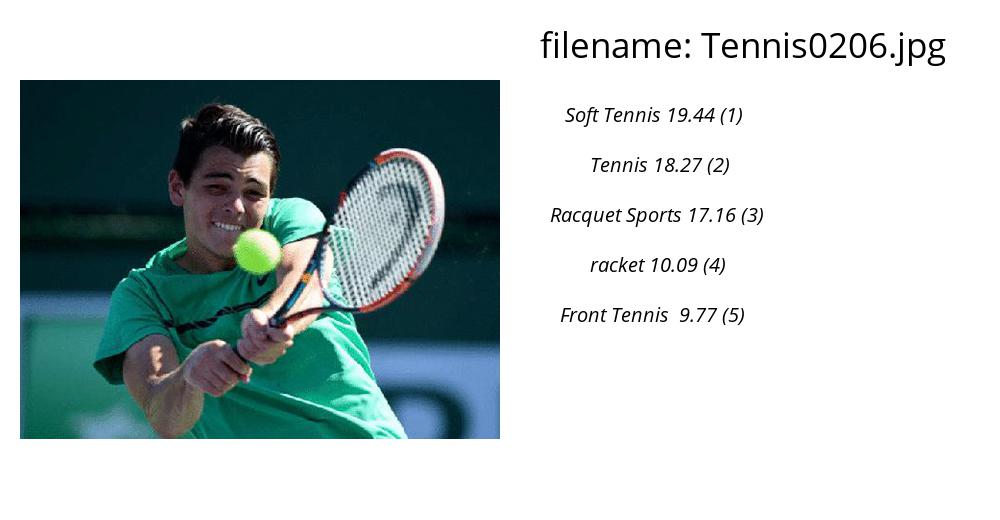 filename: Tennis0206.jpg
Soft Tennis 19.44 (1)
Tennis 18.27 (2)
Racquet Sports 17.16 (3)
racket 10.09 (4)
Front Tennis  9.77 (5)